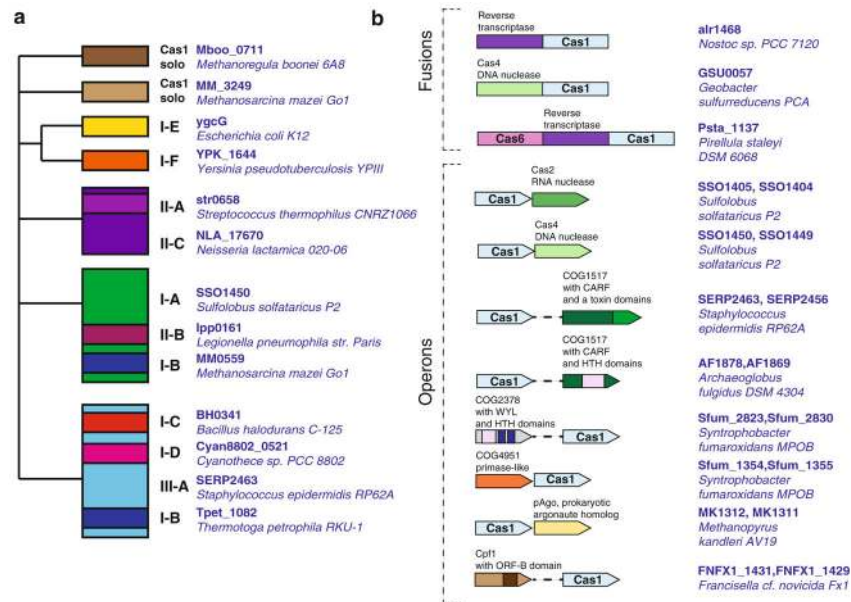 a
Cas1
solo
Mboo_0711
Methanoregula boonei 6A8
Cas1
solo
MM_3249
Methanosarcina mazei Go1
I-E
ygcG
Escherichia coli K12
I-F
YPK_1644
Yersinia pseudotuberculosis YPIII
II-A
str0658
Streptococcus thermophilus CNRZ1066
II-C
NLA_17670
Neisseria lactamica 020-06
I-A
SSO1450
Sulfolobus solfataricus P2
II-B
lpp0161
Legionella pneumophila str. Paris
I-B
MM0559
Methanosarcina mazei Go1
I-C
BH0341
Bacillus halodurans C-125
I-D
Cyan8802_0521
Cyanothece sp. PCC 8802
III-A
SERP2463
Staphylococcus epidermidis RP62A
I-B
Tpet_1082
Thermotoga petrophila RKU-1
b
Fusions
Reverse
transcriptase
Cas1
alr1468
Nostoc sp. PCC 7120
Cas4
DNA nuclease
Cas1
GSU0057
Geobacter
sulfurreducens PCA
Reverse
transcriptase
Cas6
Cas1
Psta_1137
Pirellula staleyi
DSM 6068
Operons
Cas2
RNA nuclease
Cas1
SSO1405, SSO1404
Sulfolobus
solfataricus P2
Cas4
DNA nuclease
Cas1
SSO1450, SSO1449
Sulfolobus
solfataricus P2
COG1517
with CARF
and a toxin domains
Cas1
SERP2463, SERP2456
Staphylococcus
epidermidis RP62A
COG1517
with CARF
and HTH domains
Cas1
AF1878,AF1869
Archaeoglobus
fulgidus DSM 4304
COG2378
with WYL
and HTH domains
Cas1
Sfum_2823,Sfum_2830
Syntrophobacter
fumaroxidans MPOB
COG4951
primase-like
Cas1
Sfum_1354,Sfum_1355
Syntrophobacter
fumaroxidans MPOB
pAgo, prokaryotic
argonaute homolog
Cas1
MK1312, MK1311
Methanopyrus
kandleri AV19
Cpf1
with ORF-B domain
Cas1
FNFX1_1431,FNFX1_1429
Francisella cf. novicida Fx1